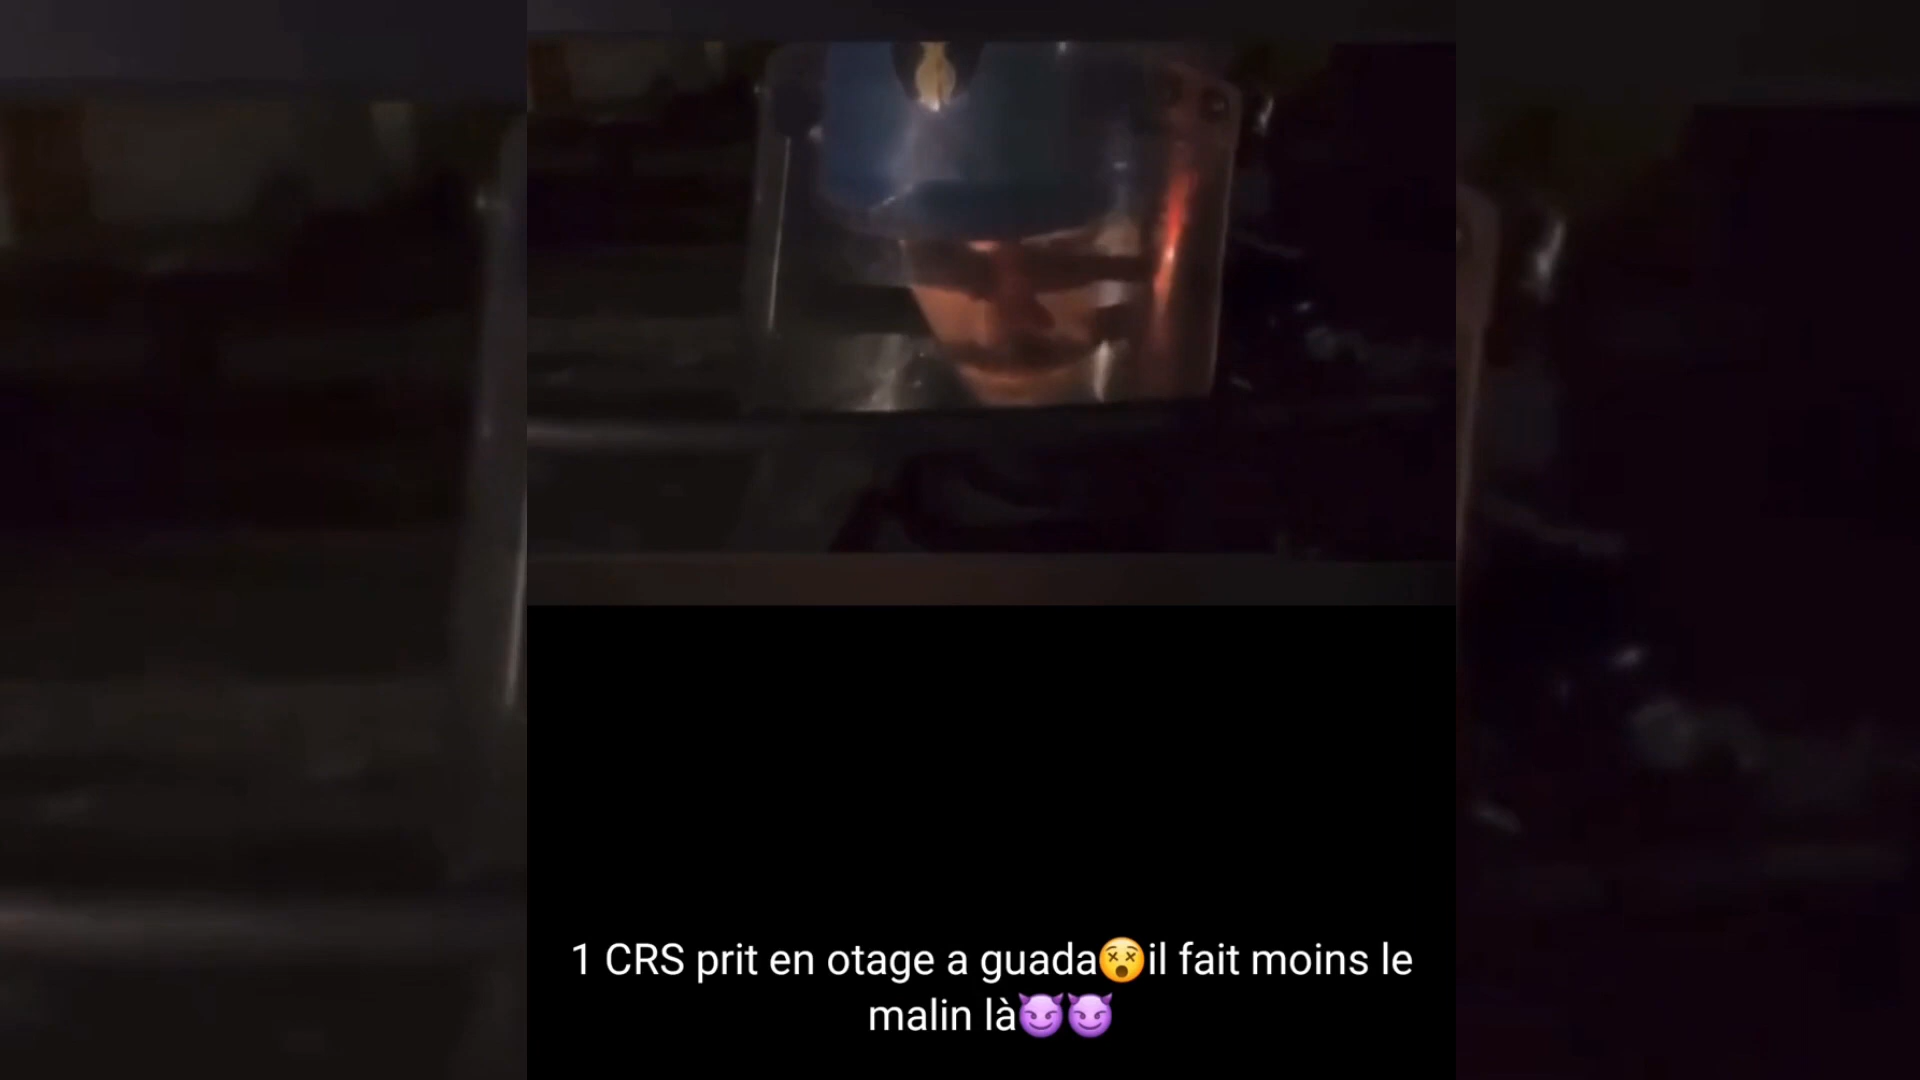 1 CRS prit en otage a guada😵il fait moins le
malin là😈😈